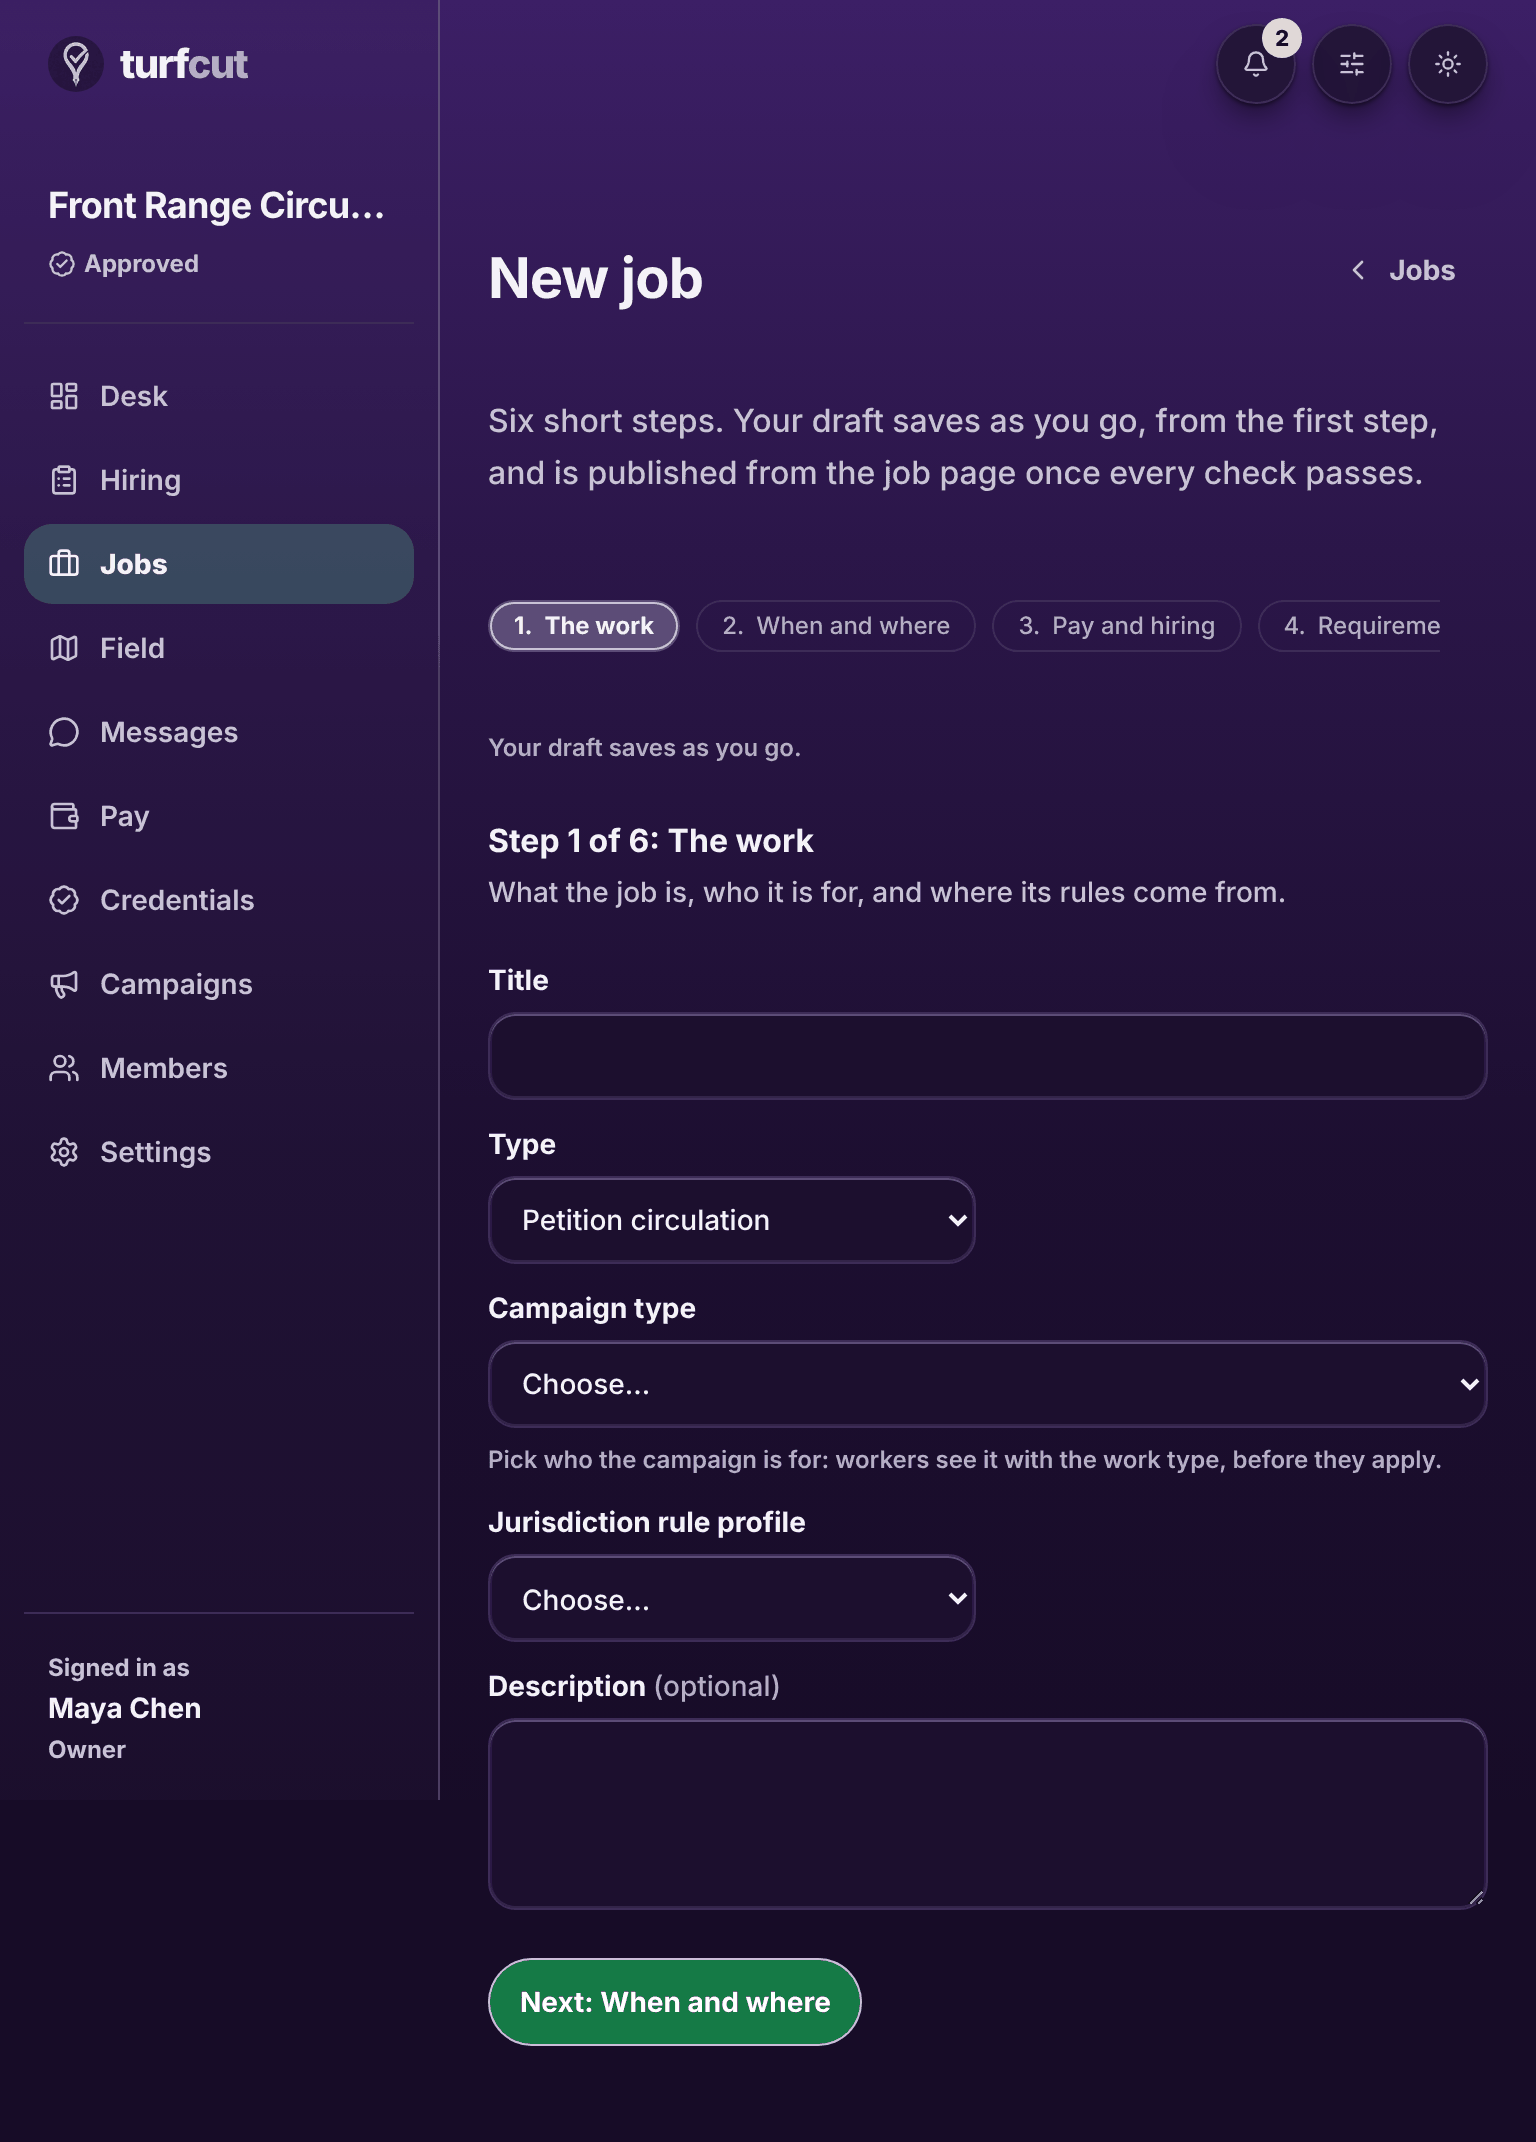 turfcut
2
Front Range Circu...
Approved
Desk
Hiring
Jobs
Field
Messages
Pay
Credentials
Campaigns
Members
Settings
Signed in as
Maya Chen
Owner
New job
Jobs
Six short steps. Your draft saves as you go, from the first step,
and is published from the job page once every check passes.
1. The work
2. When and where
3. Pay and hiring
4. Requireme
Your draft saves as you go.
Step 1 of 6: The work
What the job is, who it is for, and where its rules come from.
Title
Type
Petition circulation
Campaign type
Choose...
Pick who the campaign is for: workers see it with the work type, before they apply.
Jurisdiction rule profile
Choose...
Description (optional)
Next: When and where